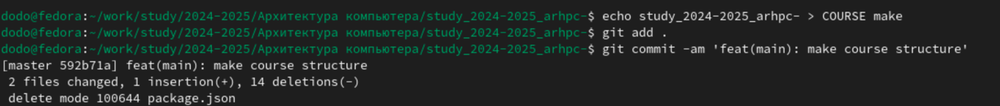 dodo@fedora:~/work/study/2024-2025/Архитектура компьютера/study_2024-2025_arhpc-$ echo study_2024-2025_arhpc- > COURSE make
dodo@fedora:~/work/study/2024-2025/Архитектура компьютера/study_2024-2025_arhpc-$ git add .
dodo@fedora:~/work/study/2024-2025/Архитектура компьютера/study_2024-2025_arhpc-$ git commit -am 'feat(main): make course structure'
[master 592b71a] feat(main): make course structure
 2 files changed, 1 insertion(+), 14 deletions(-)
 delete mode 100644 package.json